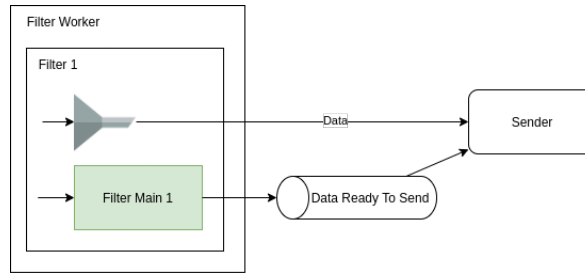 Filter Worker
Filter 1
Data
Sender
Filter Main 1
Data Ready To Send